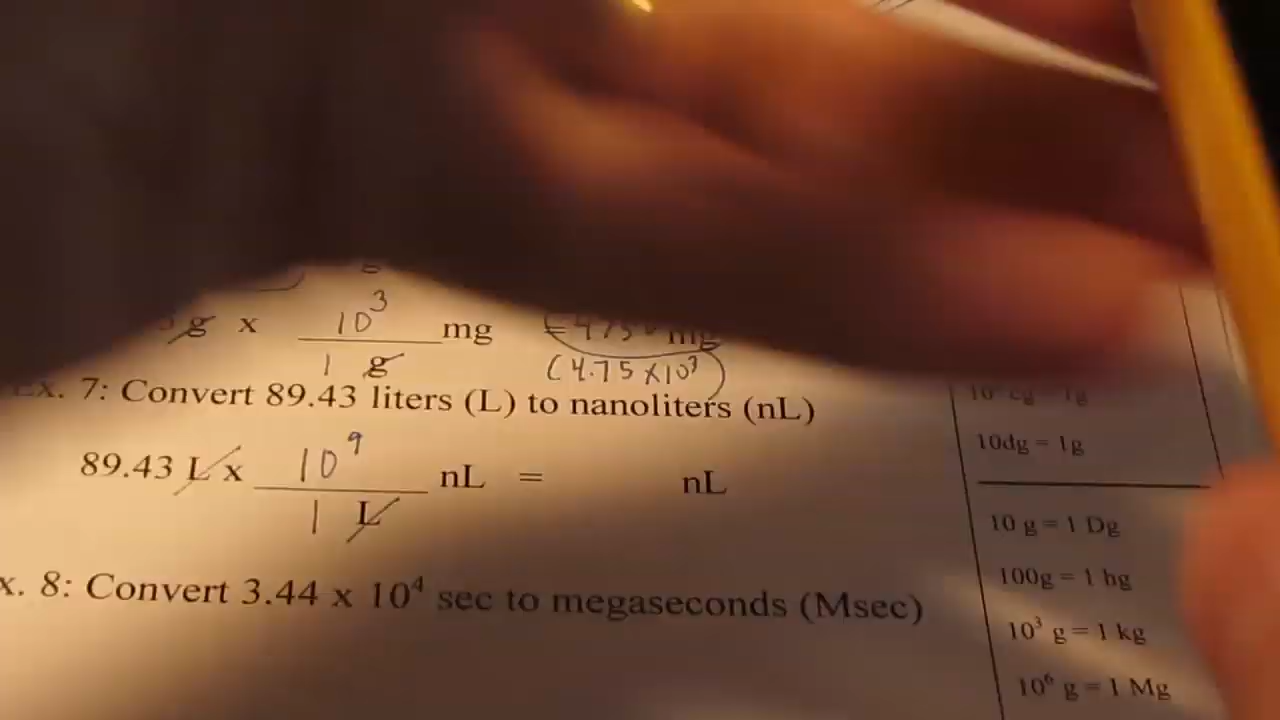 g x 10³ mg
1 g
(4.75 x 10³)
Ex. 7: Convert 89.43 liters (L) to nanoliters (nL)
89.43 L x 10⁹ nL = nL
1 L
x. 8: Convert 3.44 x 10⁴ sec to megaseconds (Msec)
10dg = 1g
10 g = 1 Dg
100g = 1 hg
10³ g = 1 kg
10⁶ g = 1 Mg